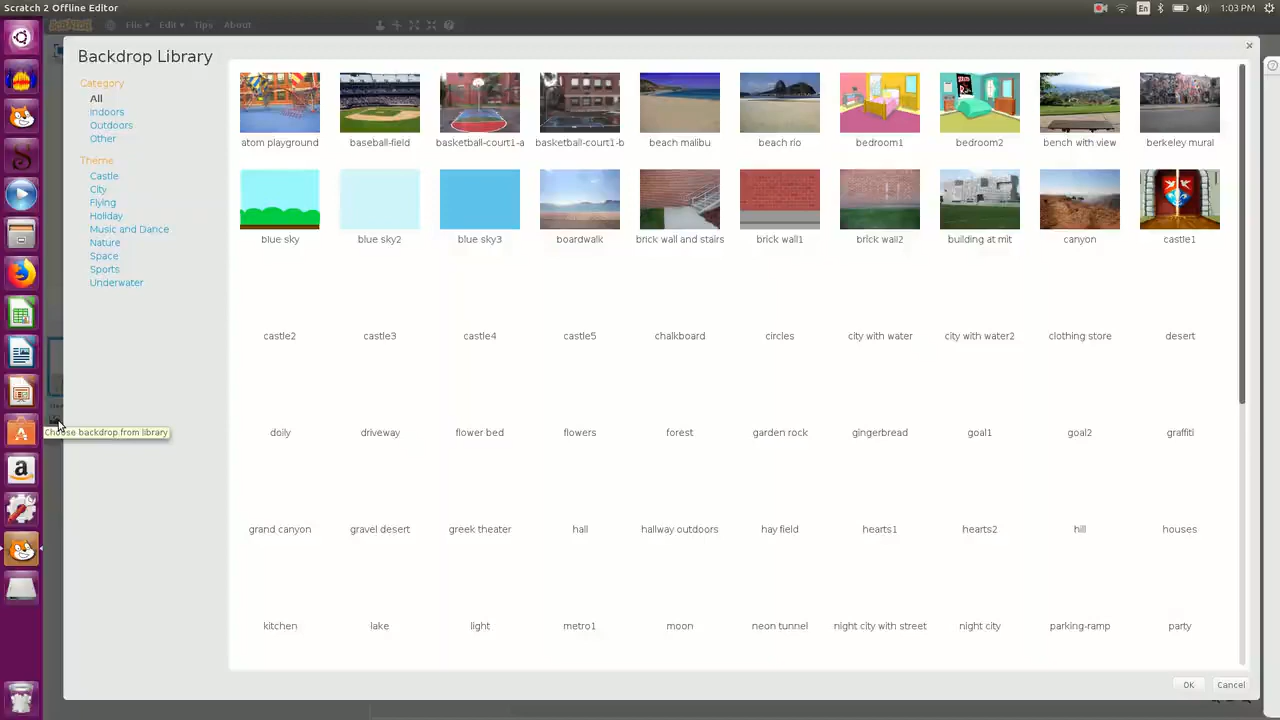 Scratch 2 Offline Editor
En
1:03 PM
SCRATCH File Edit Tips About
Backdrop Library
Category
All
Indoors
Outdoors
Other
Theme
Castle
City
Flying
Holiday
Music and Dance
Nature
Space
Sports
Underwater
atom playground baseball-field basketball-court1-a basketball-court1-b beach malibu beach rio bedroom1 bedroom2 bench with view berkeley mural
blue sky blue sky2 blue sky3 boardwalk brick wall and stairs brick wall1 brick wall2 building at mit canyon castle1
castle2 castle3 castle4 castle5 chalkboard circles city with water city with water2 clothing store desert
doily driveway flower bed flowers forest garden rock gingerbread goal1 goal2 graffiti
grand canyon gravel desert greek theater hall hallway outdoors hay field hearts1 hearts2 hill houses
kitchen lake light metro1 moon neon tunnel night city with street night city parking-ramp party
Choose backdrop from library
OK Cancel